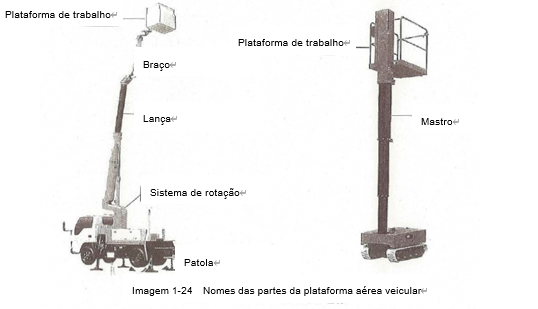 Plataforma de trabalho
Braço
Lança
Sistema de rotação
Patola
Plataforma de trabalho
Mastro
Imagem 1-24 Nomes das partes da plataforma aérea veicular